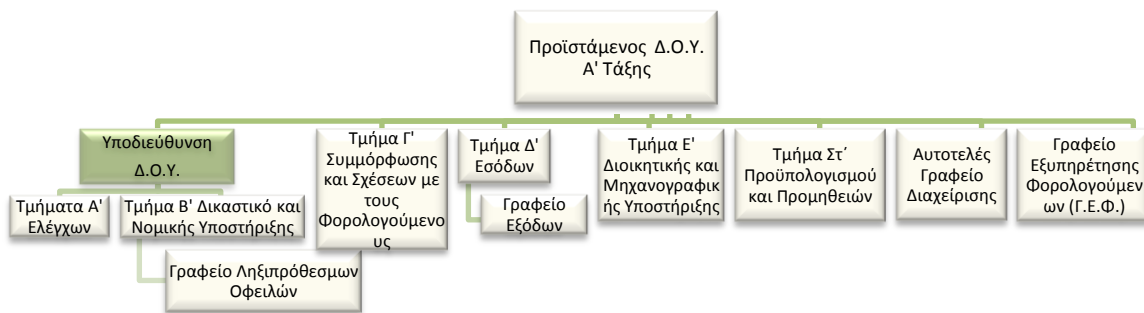 Προϊστάμενος Δ.Ο.Υ.
Α' Τάξης
Υποδιεύθυνση
Δ.Ο.Υ.
Τμήμα Γ'
Συμμόρφωσης
και Σχέσεων με
τους
Φορολογούμενο
υς
Τμήμα Δ'
Εσόδων
Τμήμα Ε'
Διοικητικής και
Μηχανογραφικ
ής Υποστήριξης
Τμήμα Στ΄
Προϋπολογισμού
και Προμηθειών
Αυτοτελές
Γραφείο
Διαχείρισης
Γραφείο
Εξυπηρέτησης
Φορολογούμεν
ων (Γ.Ε.Φ.)
Τμήματα Α'
Ελέγχων
Τμήμα Β' Δικαστικό και
Νομικής Υποστήριξης
Γραφείο
Εξόδων
Γραφείο Ληξιπρόθεσμων
Οφειλών